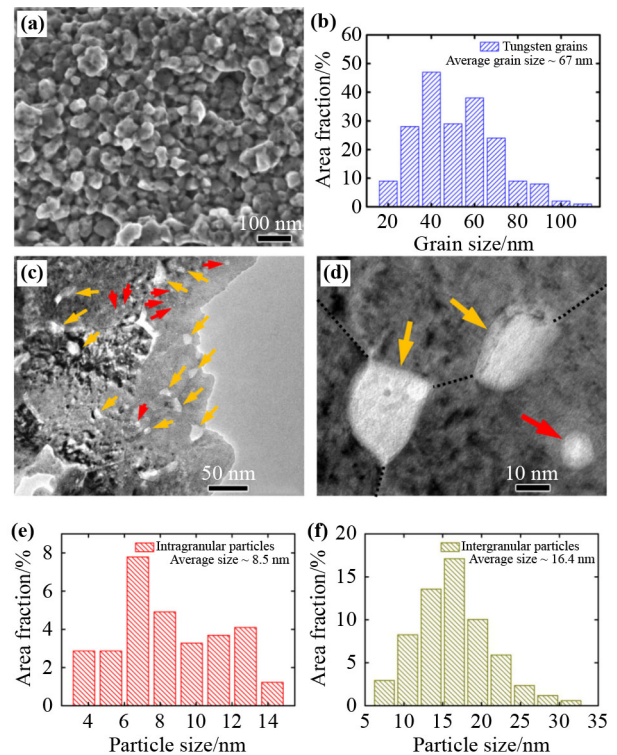 (a)
100 nm
(b)
Tungsten grains
Average grain size ~ 67 nm
Area fraction/%
60
50
40
30
20
10
0
20 40 60 80 100
Grain size/nm
(c)
50 nm
(d)
10 nm
(e)
Intragranular particles
Average size ~ 8.5 nm
Area fraction/%
8
6
4
2
0
4 6 8 10 12 14
Particle size/nm
(f)
Intergranular particles
Average size ~ 16.4 nm
Area fraction/%
20
15
10
5
0
5 10 15 20 25 30 35
Particle size/nm